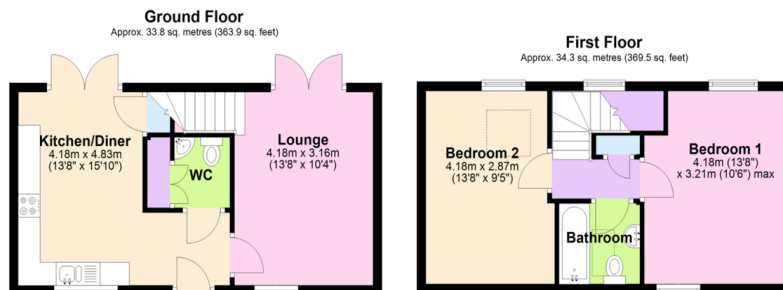 Ground Floor
Approx. 33.8 sq. metres (363.9 sq. feet)
Kitchen/Diner
4.18m x 4.83m
(13'8" x 15'10")
WC
Lounge
4.18m x 3.16m
(13'8" x 10'4")
First Floor
Approx. 34.3 sq. metres (369.5 sq. feet)
Bedroom 2
4.18m x 2.87m
(13'8" x 9'5")
Bedroom 1
4.18m (13'8")
x 3.21m (10'6") max
Bathroom